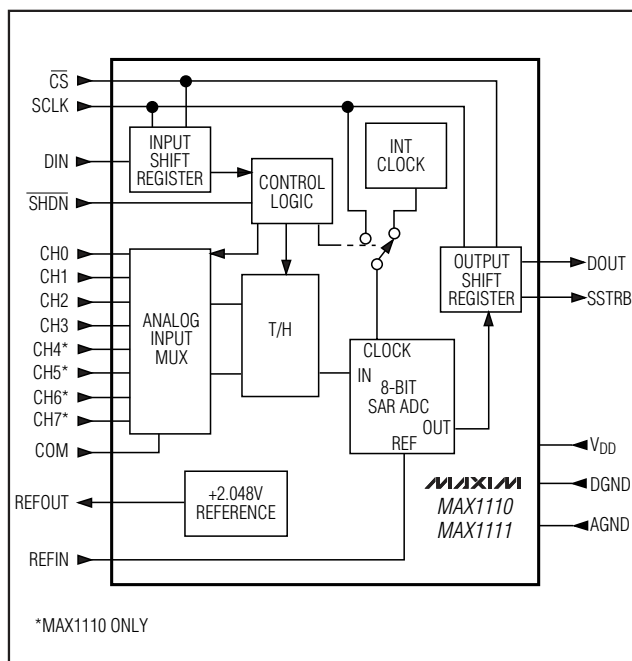 CS
SCLK
DIN
SHDN
CH0
CH1
CH2
CH3
CH4*
CH5*
CH6*
CH7*
COM
REFOUT
REFIN
INPUT
SHIFT
REGISTER
CONTROL
LOGIC
INT
CLOCK
ANALOG
INPUT
MUX
T/H
CLOCK
IN
8-BIT
SAR ADC
OUT
REF
OUTPUT
SHIFT
REGISTER
+2.048V
REFERENCE
MAXIM
MAX1110
MAX1111
DOUT
SSTRB
VDD
DGND
AGND
*MAX1110 ONLY